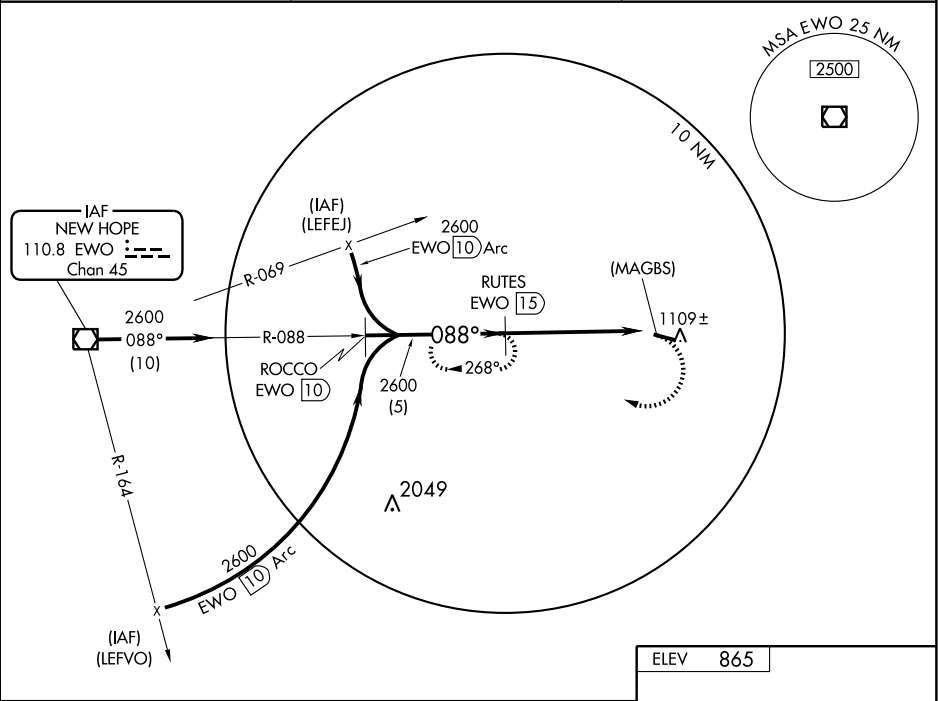 MSA EWO 25 NM
2500
10 NM
IAF
NEW HOPE
110.8 EWO
Chan 45
(IAF)
(LEFEJ)
2600
EWO 10 Arc
R-069
RUTES
EWO 15
(MAGBS)
1109±
2600
088°
(10)
R-088
088°
268°
ROCCO
EWO 10
2600
(5)
R-164
2049
2600
EWO 10 Arc
(IAF)
(LEFVO)
ELEV 865